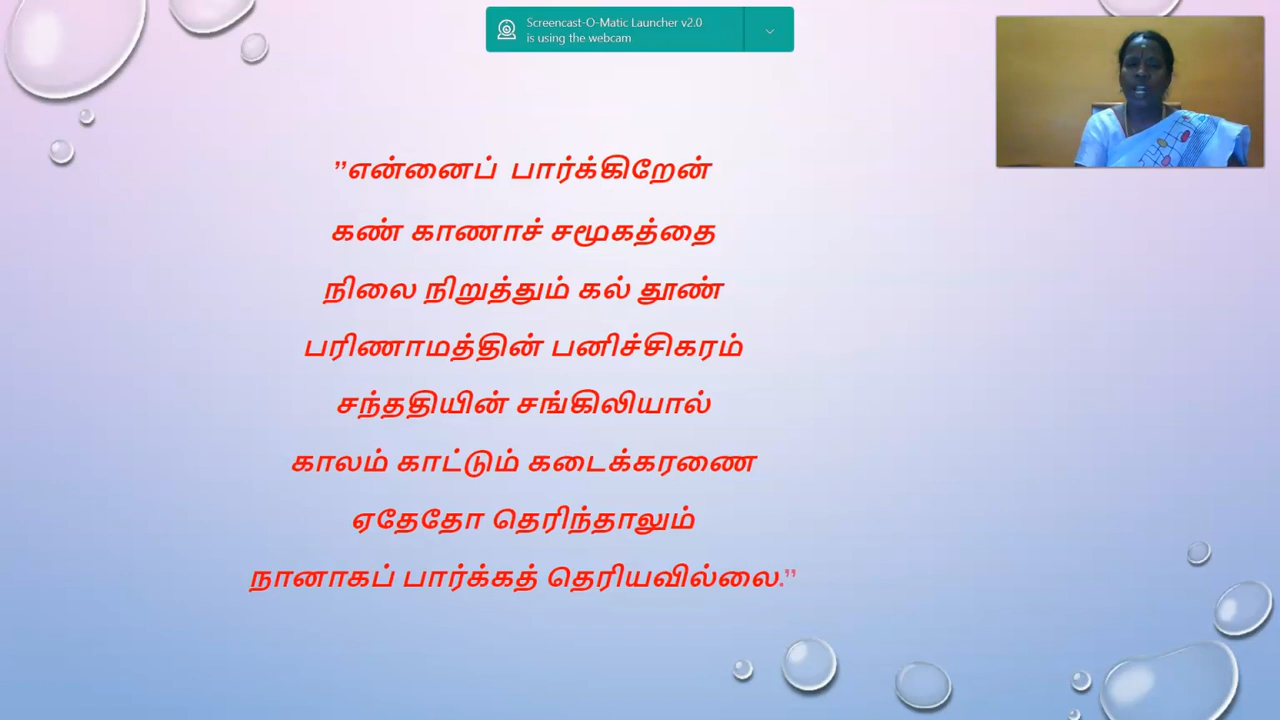 Screencast-O-Matic Launcher v2.0
is using the webcam
”என்னைப் பார்க்கிறேன்
கண் காணாச் சமூகத்தை
நிலை நிறுத்தும் கல் தூண்
பரிணாமத்தின் பனிச்சிகரம்
சந்ததியின் சங்கிலியால்
காலம் காட்டும் கடைக்கரணை
ஏதேதோ தெரிந்தாலும்
நானாகப் பார்க்கத் தெரியவில்லை.”